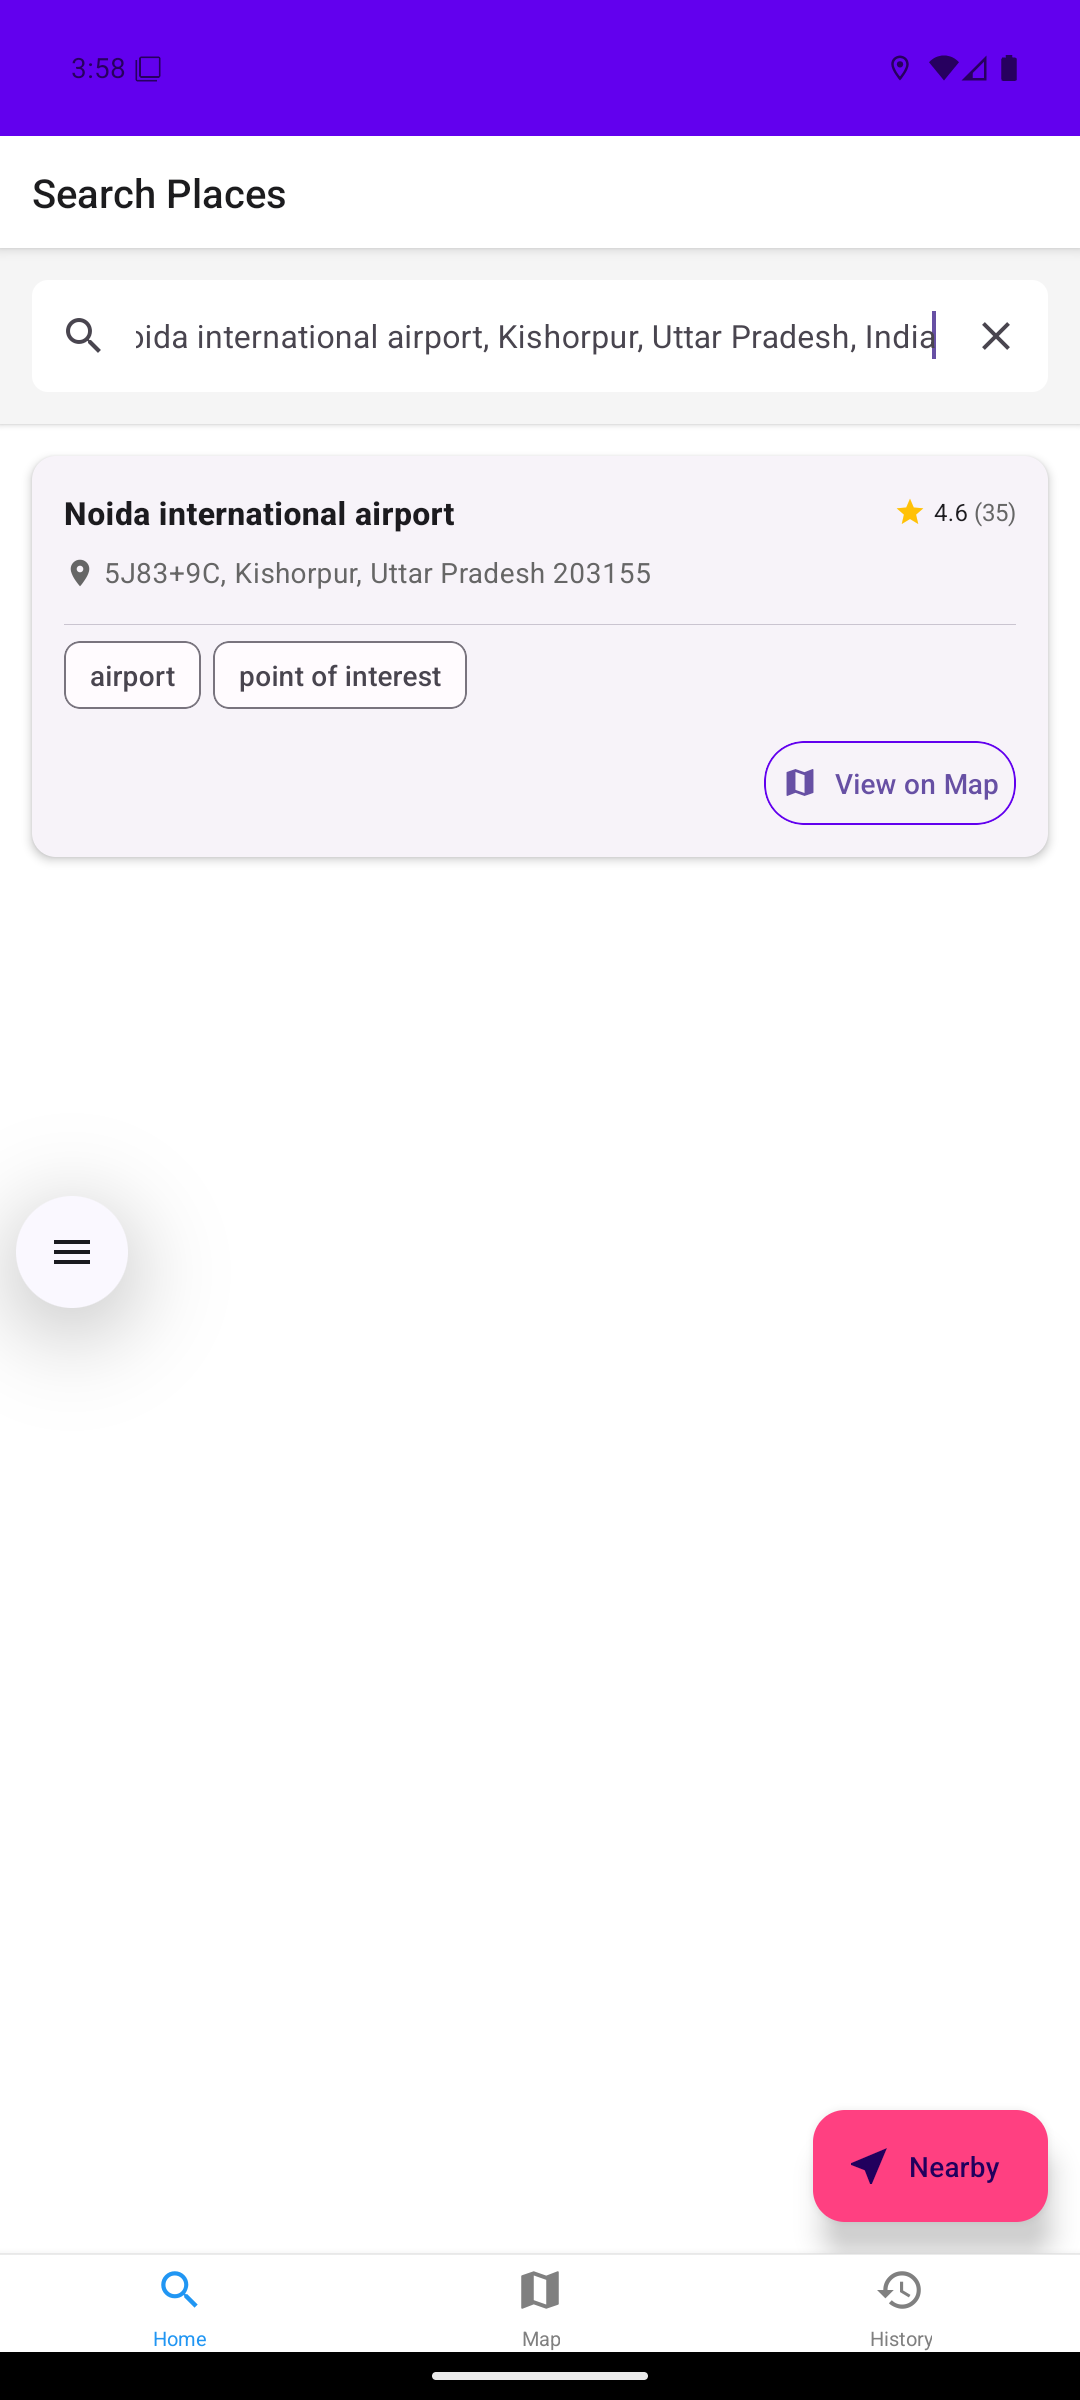 3:58
Search Places
oida international airport, Kishorpur, Uttar Pradesh, India
Noida international airport
4.6 (35)
5J83+9C, Kishorpur, Uttar Pradesh 203155
airport
point of interest
View on Map
Nearby
Home
Map
History